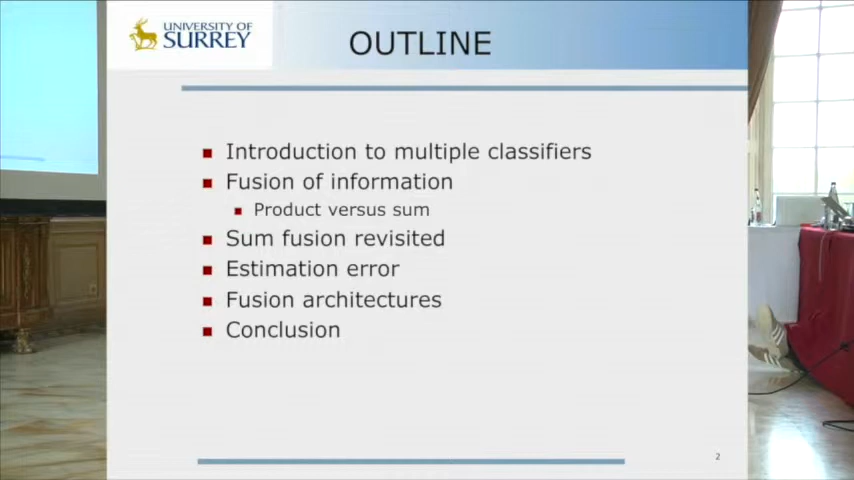 UNIVERSITY OF
SURREY
OUTLINE
Introduction to multiple classifiers
Fusion of information
Product versus sum
Sum fusion revisited
Estimation error
Fusion architectures
Conclusion
2